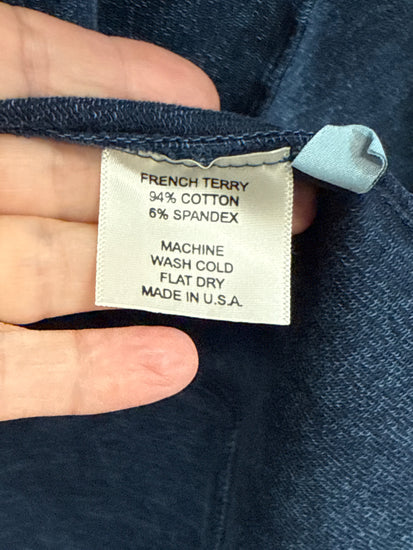 FRENCH TERRY
94% COTTON
6% SPANDEX
MACHINE
WASH COLD
FLAT DRY
MADE IN U.S.A.